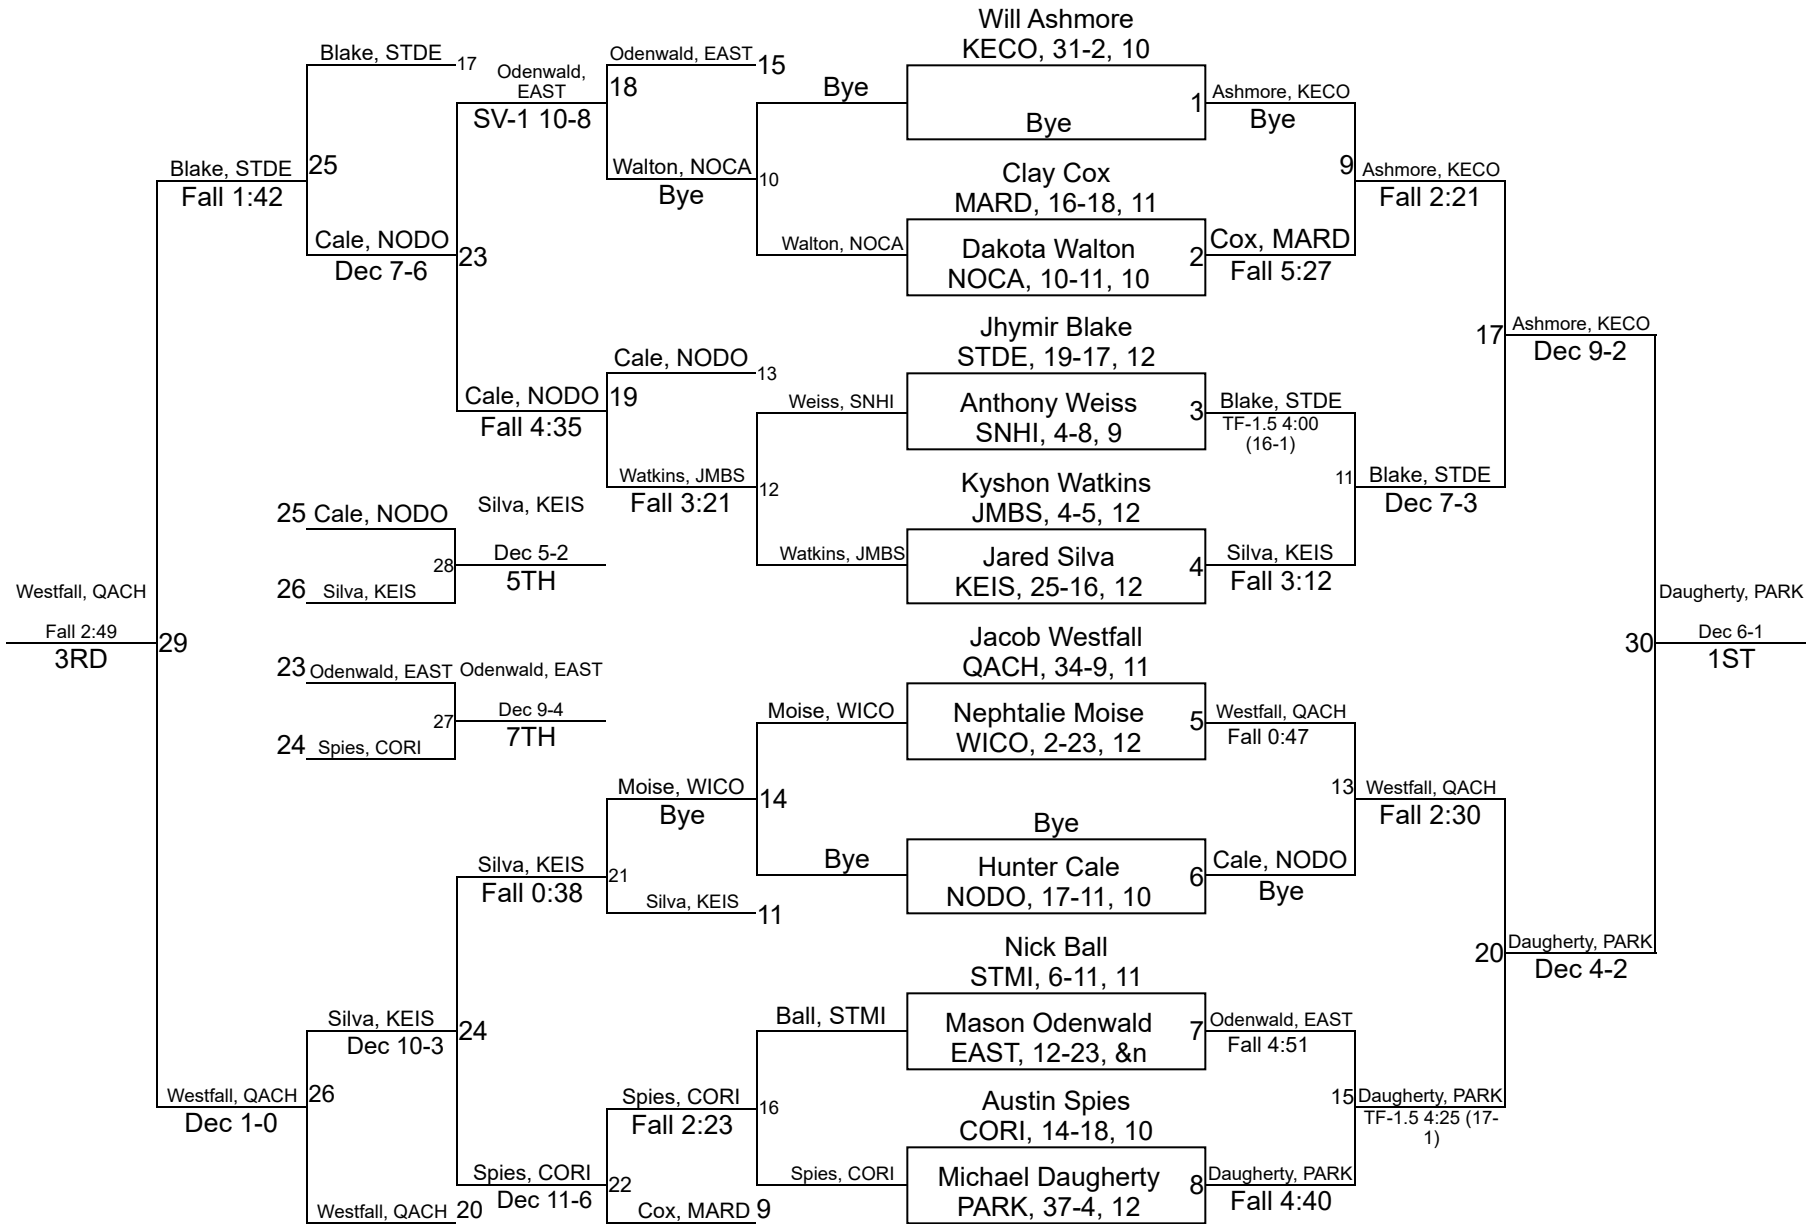 Will Ashmore
KECO, 31-2, 10
Blake, STDE
17
Odenwald,
EAST
SV-1 10-8
Odenwald, EAST
15
18
Bye
1
Bye
Ashmore, KECO
Bye
Blake, STDE
Fall 1:42
25
Walton, NOCA
Bye
10
Clay Cox
MARD, 16-18, 11
9
Ashmore, KECO
Fall 2:21
Cale, NODO
Dec 7-6
23
Walton, NOCA
Dakota Walton
NOCA, 10-11, 10
2
Cox, MARD
Fall 5:27
Jhymir Blake
STDE, 19-17, 12
17
Ashmore, KECO
Dec 9-2
Cale, NODO
13
Cale, NODO
Fall 4:35
19
Weiss, SNHI
Anthony Weiss
SNHI, 4-8, 9
3
Blake, STDE
TF-1.5 4:00
(16-1)
Watkins, JMBS
Fall 3:21
12
Kyshon Watkins
JMBS, 4-5, 12
11
Blake, STDE
Dec 7-3
25
Cale, NODO
Silva, KEIS
28
Dec 5-2
5TH
26
Silva, KEIS
Watkins, JMBS
Jared Silva
KEIS, 25-16, 12
4
Silva, KEIS
Fall 3:12
Westfall, QACH
Fall 2:49
3RD
29
Daugherty, PARK
30
Dec 6-1
1ST
Jacob Westfall
QACH, 34-9, 11
23
Odenwald, EAST
Odenwald, EAST
27
Dec 9-4
7TH
24
Spies, CORI
Moise, WICO
Nephtalie Moise
WICO, 2-23, 12
5
Westfall, QACH
Fall 0:47
Moise, WICO
Bye
14
13
Westfall, QACH
Fall 2:30
Bye
Silva, KEIS
Fall 0:38
21
Bye
Hunter Cale
NODO, 17-11, 10
6
Cale, NODO
Bye
Silva, KEIS
11
Nick Ball
STMI, 6-11, 11
20
Daugherty, PARK
Dec 4-2
Silva, KEIS
Dec 10-3
24
Ball, STMI
Mason Odenwald
EAST, 12-23, &n
7
Odenwald, EAST
Fall 4:51
Westfall, QACH
Dec 1-0
26
Spies, CORI
Fall 2:23
16
Austin Spies
CORI, 14-18, 10
15
Daugherty, PARK
TF-1.5 4:25 (17-
1)
Spies, CORI
Dec 11-6
22
Spies, CORI
Michael Daugherty
PARK, 37-4, 12
8
Daugherty, PARK
Fall 4:40
Westfall, QACH
20
Cox, MARD
9